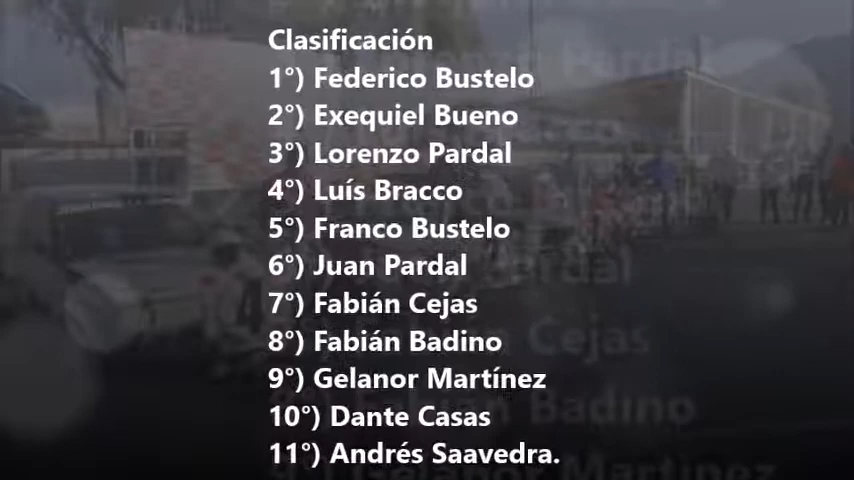 Clasificación
1°) Federico Bustelo
2°) Exequiel Bueno
3°) Lorenzo Pardal
4°) Luís Bracco
5°) Franco Bustelo
6°) Juan Pardal
7°) Fabián Cejas
8°) Fabián Badino
9°) Gelanor Martínez
10°) Dante Casas
11°) Andrés Saavedra.